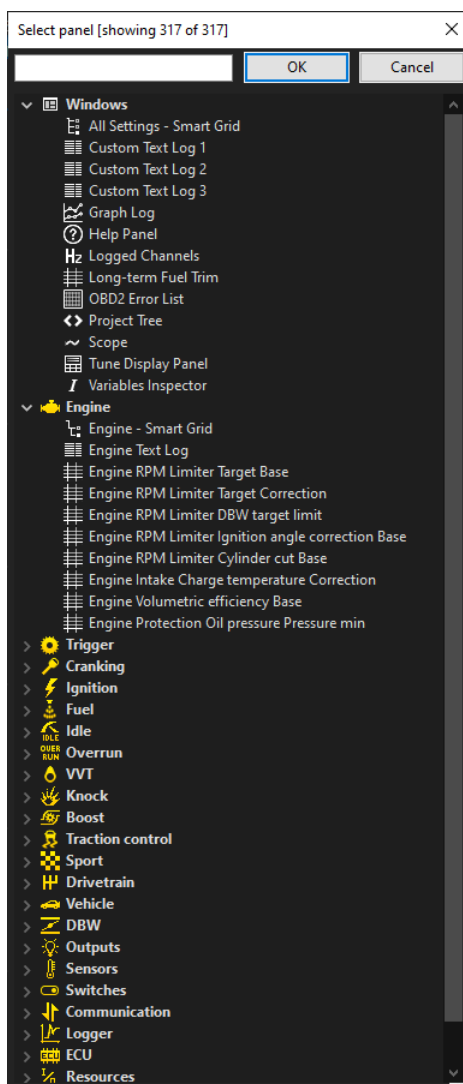 Select panel [showing 317 of 317]
OK Cancel
Windows
All Settings - Smart Grid
Custom Text Log 1
Custom Text Log 2
Custom Text Log 3
Graph Log
Help Panel
Hz Logged Channels
Long-term Fuel Trim
OBD2 Error List
Project Tree
Scope
Tune Display Panel
I Variables Inspector
Engine
Engine - Smart Grid
Engine Text Log
Engine RPM Limiter Target Base
Engine RPM Limiter Target Correction
Engine RPM Limiter DBW target limit
Engine RPM Limiter Ignition angle correction Base
Engine RPM Limiter Cylinder cut Base
Engine Intake Charge temperature Correction
Engine Volumetric efficiency Base
Engine Protection Oil pressure Pressure min
Trigger
Cranking
Ignition
Fuel
IDLE Idle
OVER RUN Overrun
VVT
Knock
Boost
Traction control
Sport
Drivetrain
Vehicle
DBW
Outputs
Sensors
Switches
Communication
Logger
ECU ECU
I/n Resources